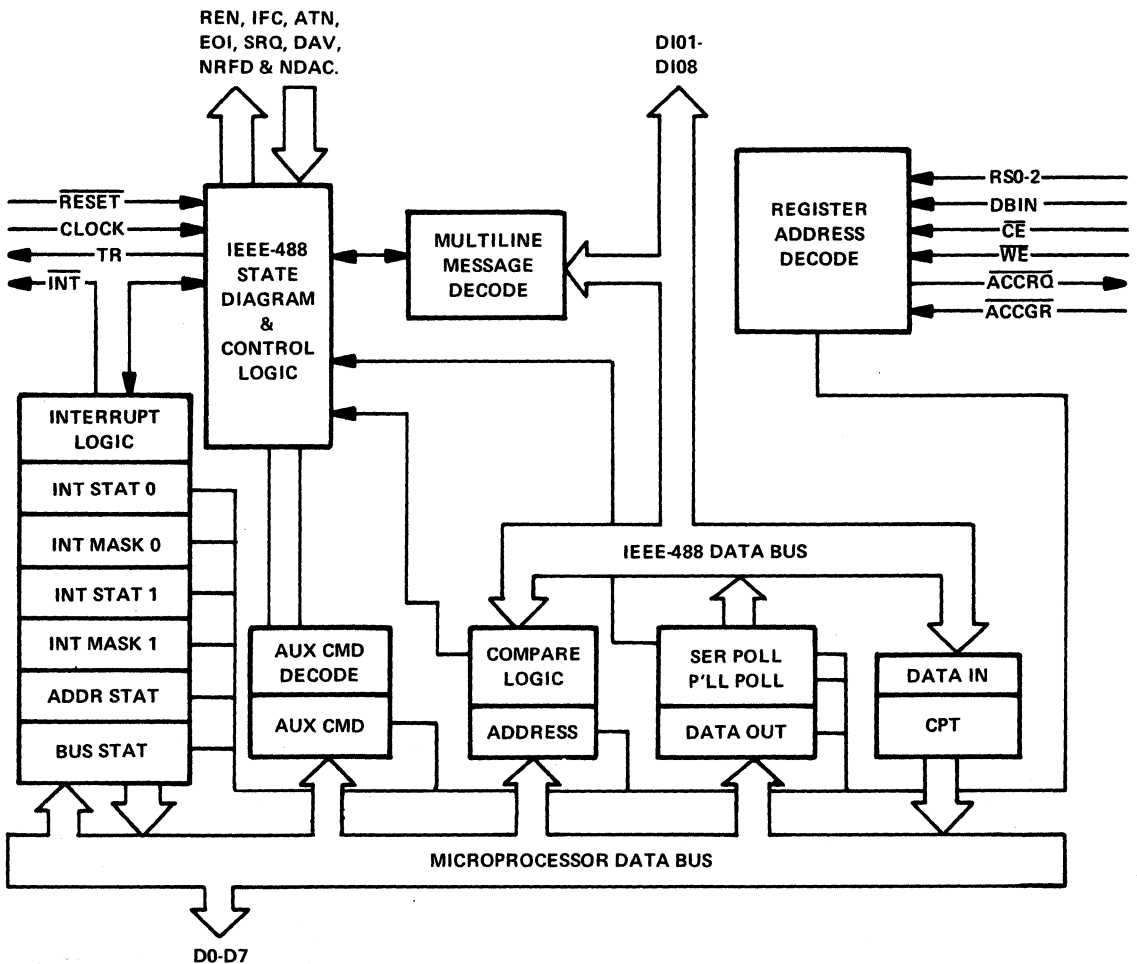 REN, IFC, ATN,
EOI, SRQ, DAV,
NRFD & NDAC.
DI01-
DI08
RESET
CLOCK
TR
INT
IEEE-488
STATE
DIAGRAM
&
CONTROL
LOGIC
MULTILINE
MESSAGE
DECODE
REGISTER
ADDRESS
DECODE
RS0-2
DBIN
CE
WE
ACCRQ
ACCGR
INTERRUPT
LOGIC
INT STAT 0
INT MASK 0
INT STAT 1
INT MASK 1
ADDR STAT
BUS STAT
IEEE-488 DATA BUS
AUX CMD
DECODE
AUX CMD
COMPARE
LOGIC
ADDRESS
SER POLL
P'LL POLL
DATA OUT
DATA IN
CPT
MICROPROCESSOR DATA BUS
D0-D7